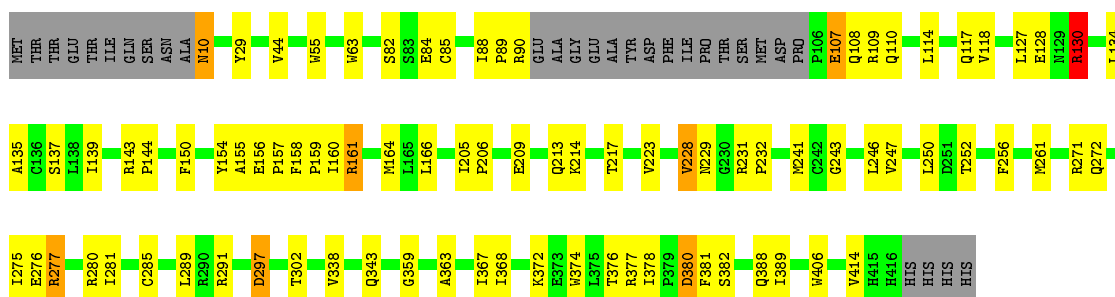 MET THR THR GLU THR ILE GLN SER ASN ALA N10 Y29 V44 W55 W63 S82 S83 E84 C85 I88 P89 R90 GLU ALA GLY GLU ALA TYR ASP PHE ILE PRO THR SER MET ASP PRO P106 E107 Q108 R109 Q110 L114 Q117 V118 L127 E128 N129 R130 L134
A135 C136 S137 L138 I139 R143 P144 F150 Y154 A155 E156 P157 F158 P159 I160 R161 M164 L165 L166 I205 P206 E209 Q213 K214 T217 V223 V228 N229 G230 R231 P232 M241 C242 G243 L246 V247 L250 D251 T252 F256 M261 R271 Q272
I275 E276 R277 R280 I281 C285 L289 R290 R291 D297 T302 V338 Q343 G359 A363 I367 I368 K372 E373 W374 L375 T376 R377 I378 P379 D380 F381 S382 Q388 I389 W406 V414 H415 H416 HIS HIS HIS HIS